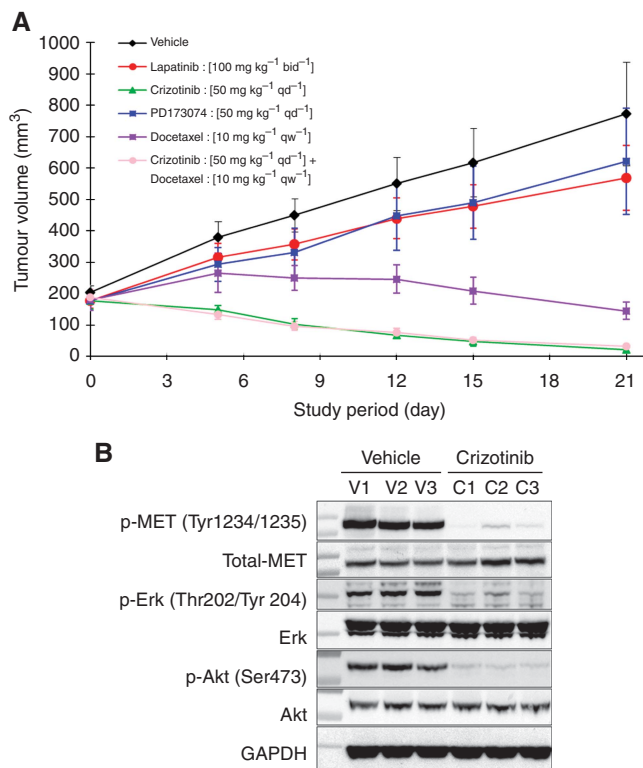 A
1000
900
800
700
600
500
400
300
200
100
0
Tumour volume (mm³)
Vehicle
Lapatinib : [100 mg kg⁻¹ bid⁻¹]
Crizotinib : [50 mg kg⁻¹ qd⁻¹]
PD173074 : [50 mg kg⁻¹ qd⁻¹]
Docetaxel : [10 mg kg⁻¹ qw⁻¹]
Crizotinib : [50 mg kg⁻¹ qd⁻¹] +
Docetaxel : [10 mg kg⁻¹ qw⁻¹]
0 3 6 9 12 15 18 21
Study period (day)
B
Vehicle Crizotinib
V1 V2 V3 C1 C2 C3
p-MET (Tyr1234/1235)
Total-MET
p-Erk (Thr202/Tyr 204)
Erk
p-Akt (Ser473)
Akt
GAPDH